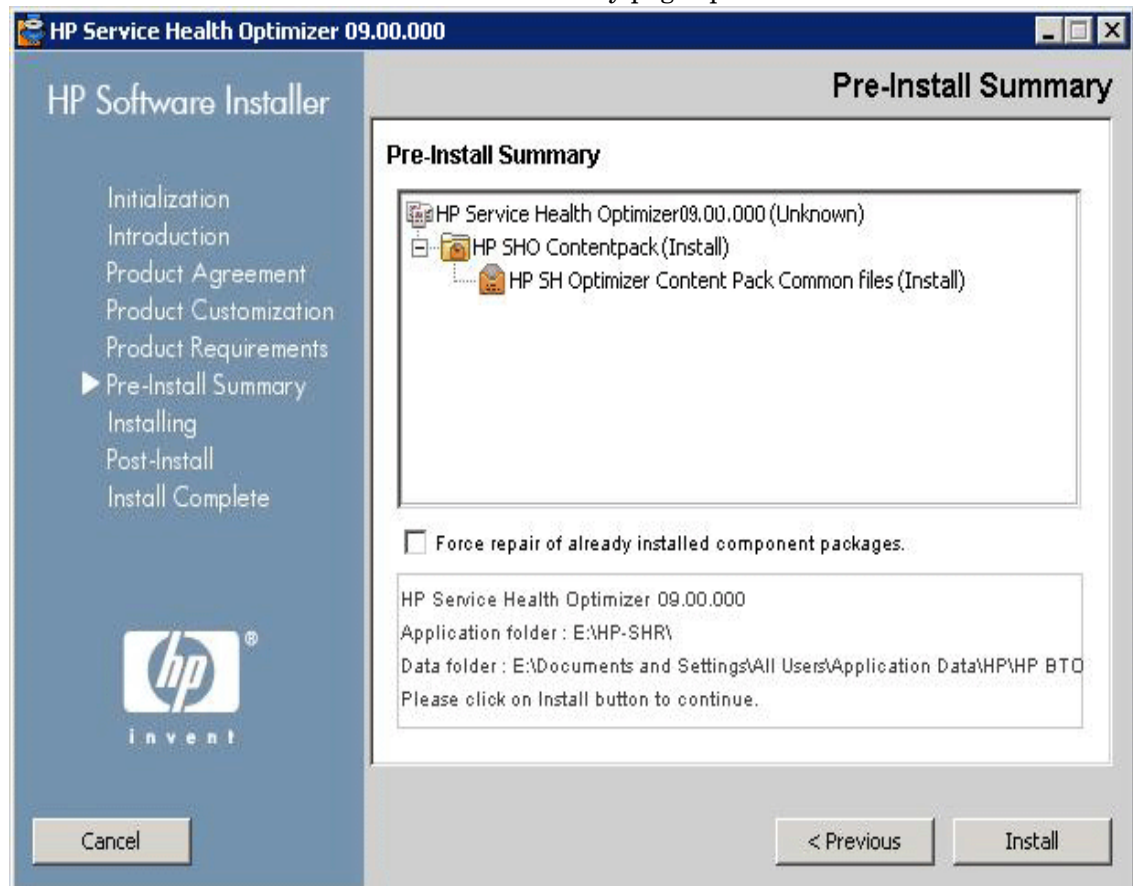 HP Service Health Optimizer 09.00.000
HP Software Installer
Initialization
Introduction
Product Agreement
Product Customization
Product Requirements
Pre-Install Summary
Installing
Post-Install
Install Complete
hp
®
invent
Pre-Install Summary
Pre-Install Summary
HP Service Health Optimizer09.00.000 (Unknown)
HP SHO Contentpack (Install)
HP SH Optimizer Content Pack Common files (Install)
Force repair of already installed component packages.
HP Service Health Optimizer 09.00.000
Application folder : E:\HP-SHR\
Data folder : E:\Documents and Settings\All Users\Application Data\HP\HP BTO
Please click on Install button to continue.
Cancel
< Previous
Install